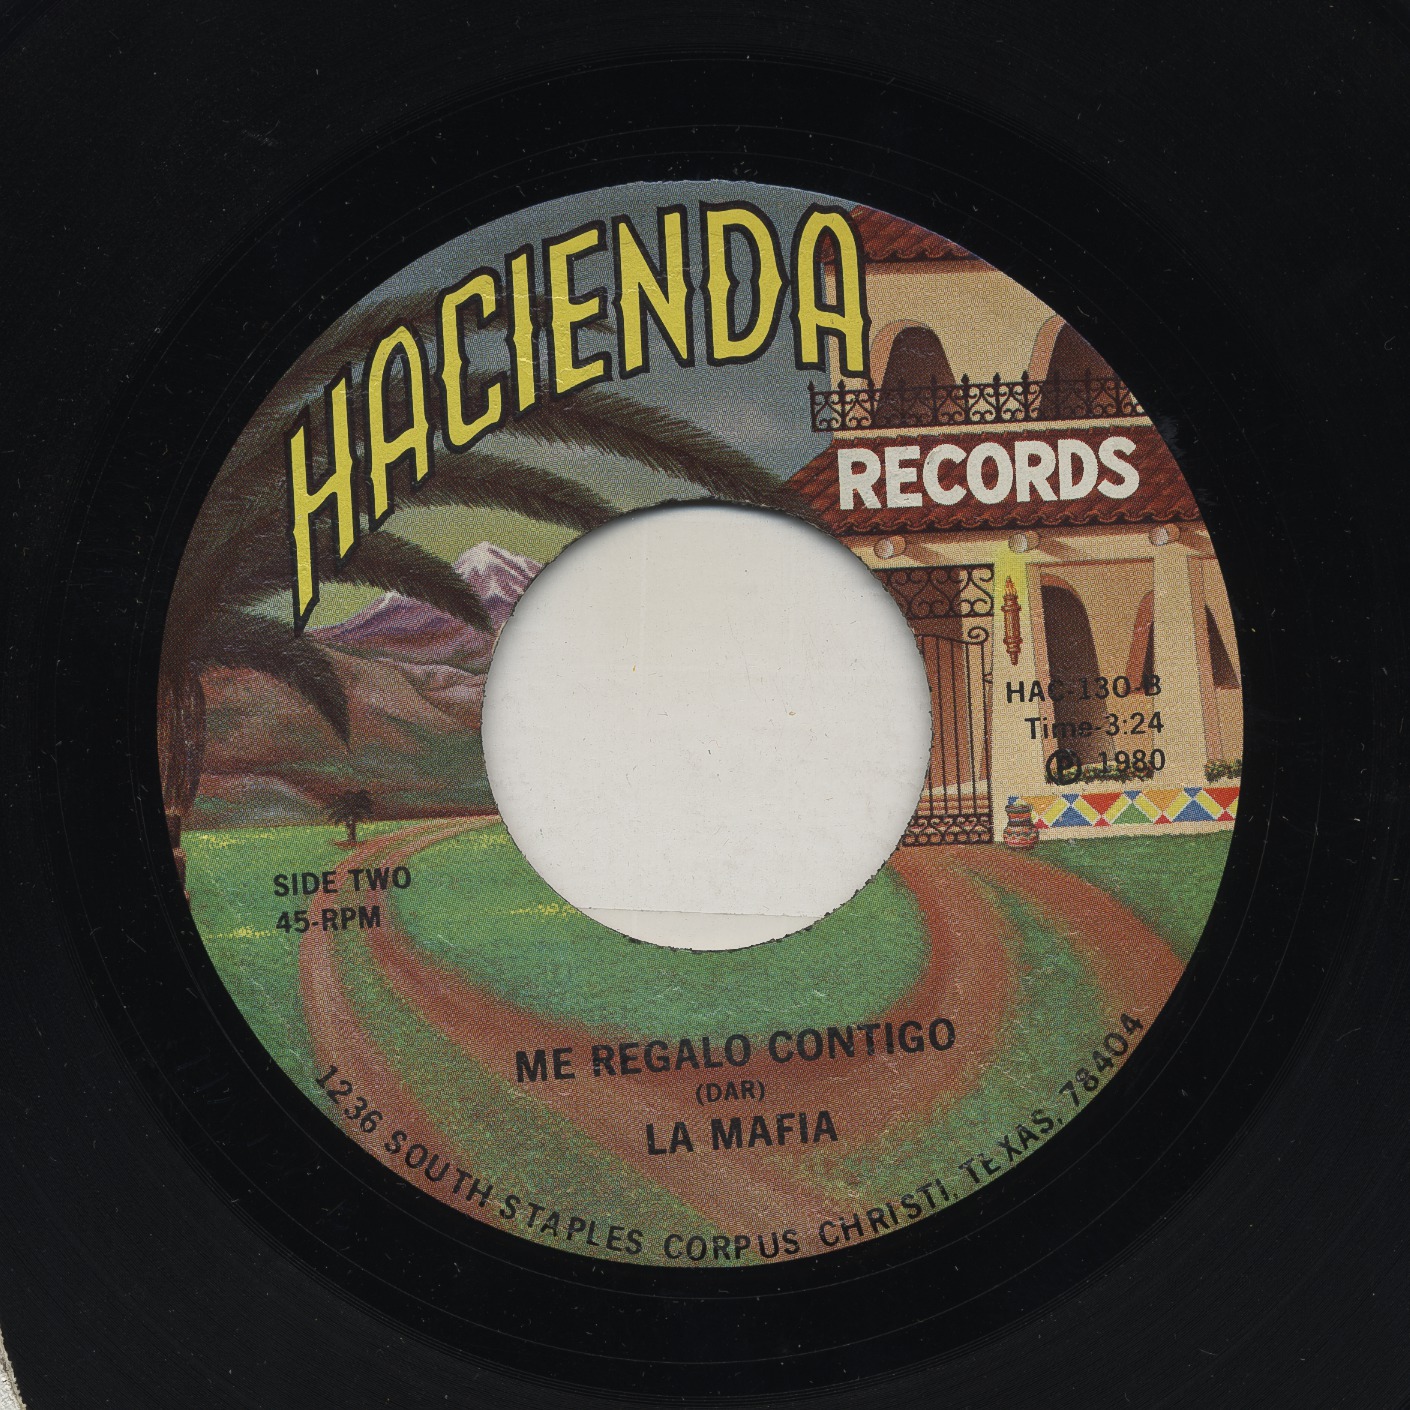 HACIENDA
RECORDS
HAC-130-B
Time-3:24
Ⓟ 1980
SIDE TWO
45-RPM
ME REGALO CONTIGO
(DAR)
LA MAFIA
1236 SOUTH STAPLES CORPUS CHRISTI, TEXAS, 78404